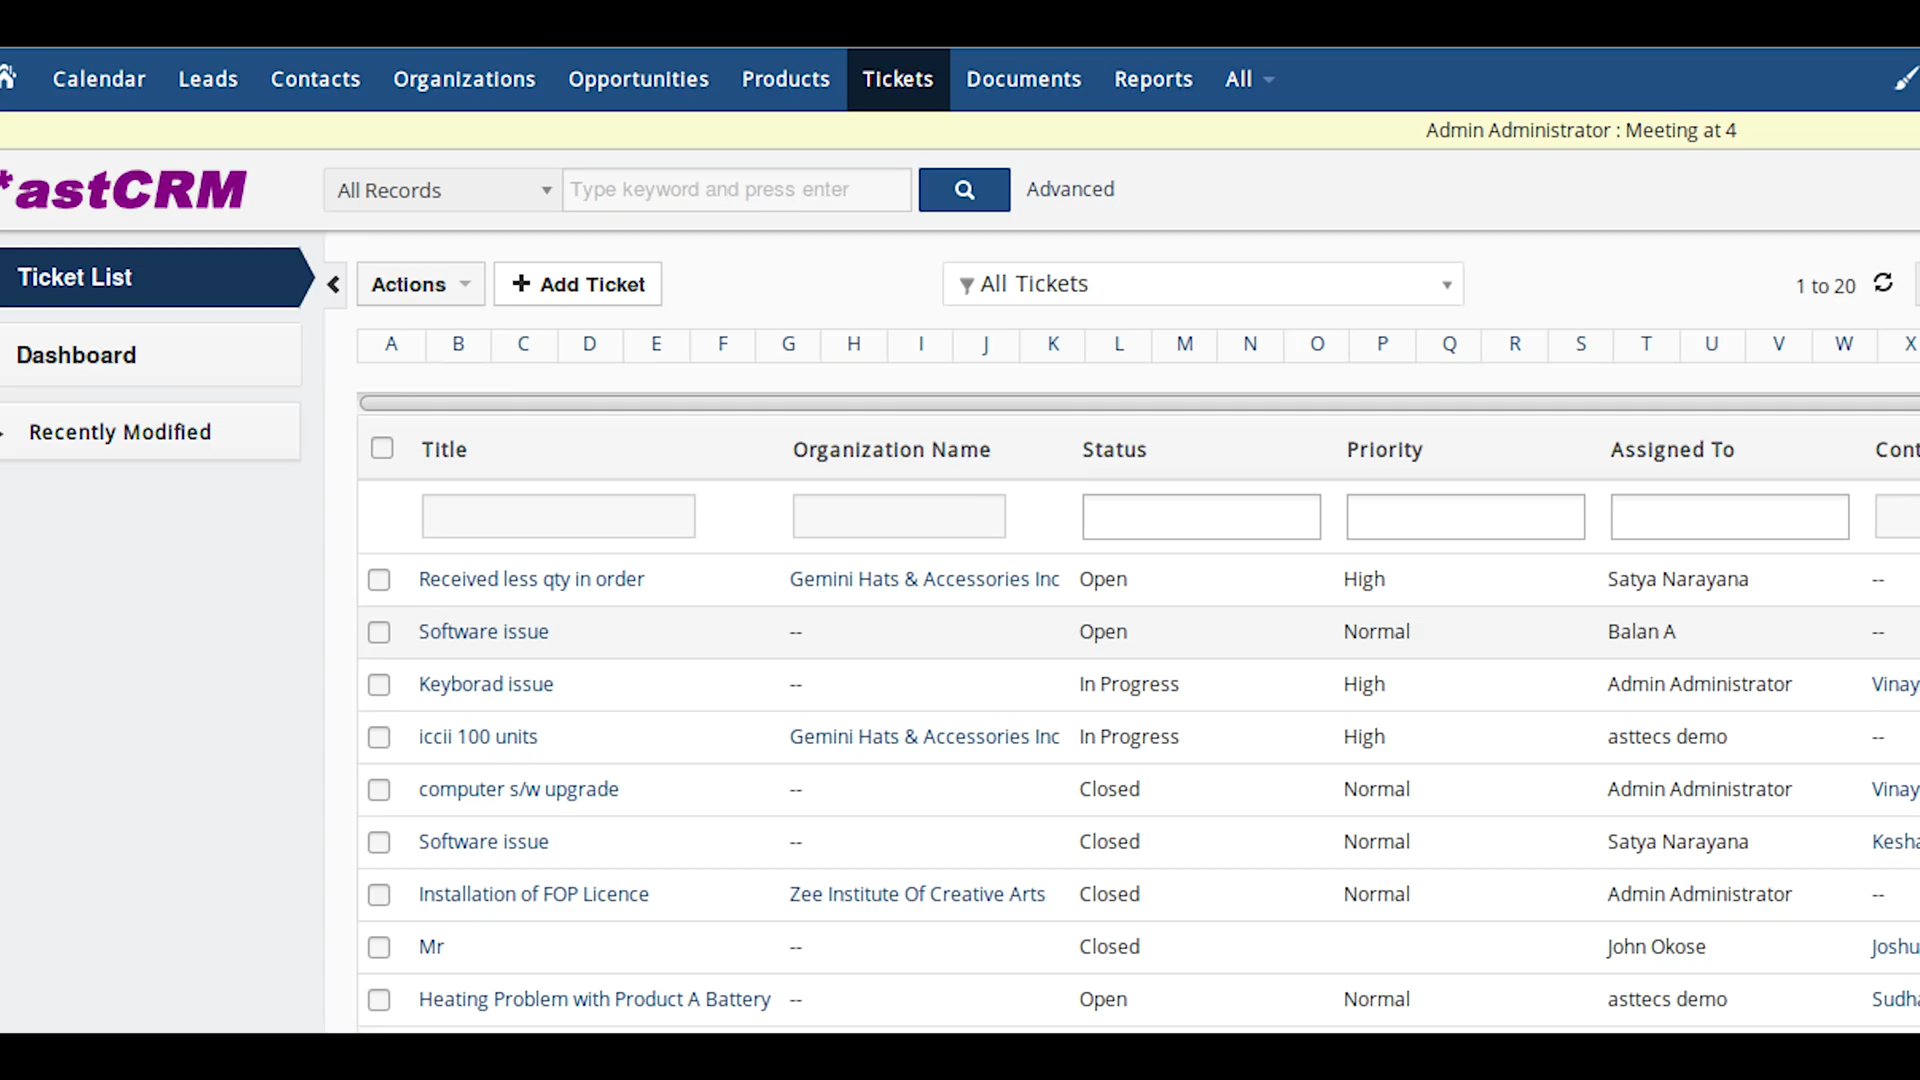 Calendar Leads Contacts Organizations Opportunities Products Tickets Documents Reports All
Admin Administrator : Meeting at 4
*astCRM
All Records Type keyword and press enter Advanced
Ticket List
Dashboard
Recently Modified
Actions + Add Ticket All Tickets 1 to 20
A B C D E F G H I J K L M N O P Q R S T U V W X
Title Organization Name Status Priority Assigned To Cont
Received less qty in order Gemini Hats & Accessories Inc Open High Satya Narayana --
Software issue -- Open Normal Balan A --
Keyborad issue -- In Progress High Admin Administrator Vinay
iccii 100 units Gemini Hats & Accessories Inc In Progress High asttecs demo --
computer s/w upgrade -- Closed Normal Admin Administrator Vinay
Software issue -- Closed Normal Satya Narayana Kesha
Installation of FOP Licence Zee Institute Of Creative Arts Closed Normal Admin Administrator --
Mr -- Closed John Okose Joshu
Heating Problem with Product A Battery -- Open Normal asttecs demo Sudha